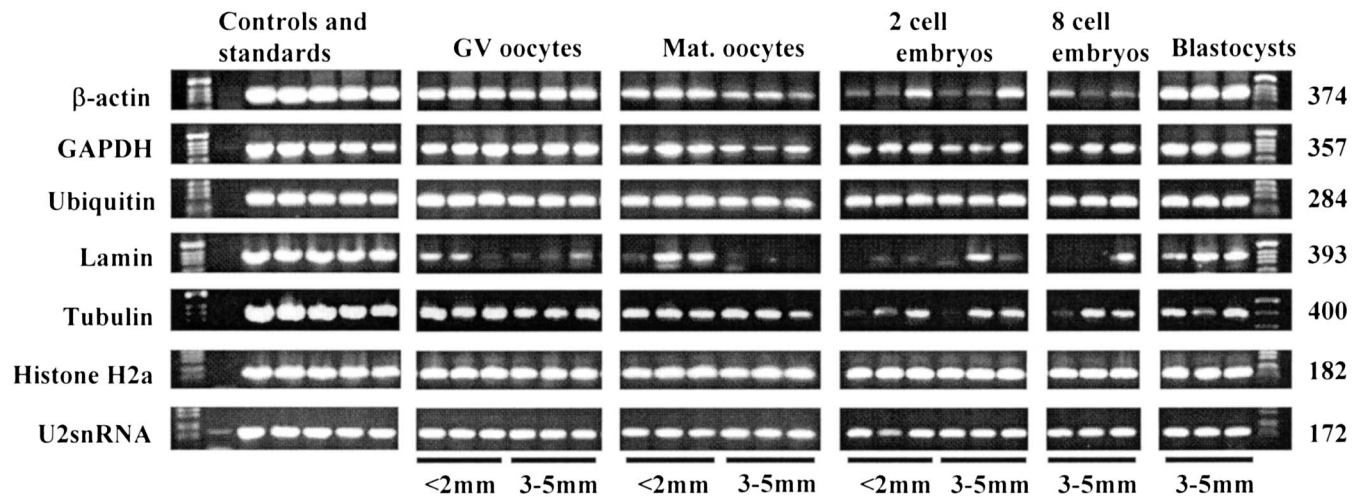 Controls and standards
GV oocytes
Mat. oocytes
2 cell embryos
8 cell embryos
Blastocysts
β-actin 374
GAPDH 357
Ubiquitin 284
Lamin 393
Tubulin 400
Histone H2a 182
U2snRNA 172
<2mm 3-5mm <2mm 3-5mm <2mm 3-5mm 3-5mm 3-5mm